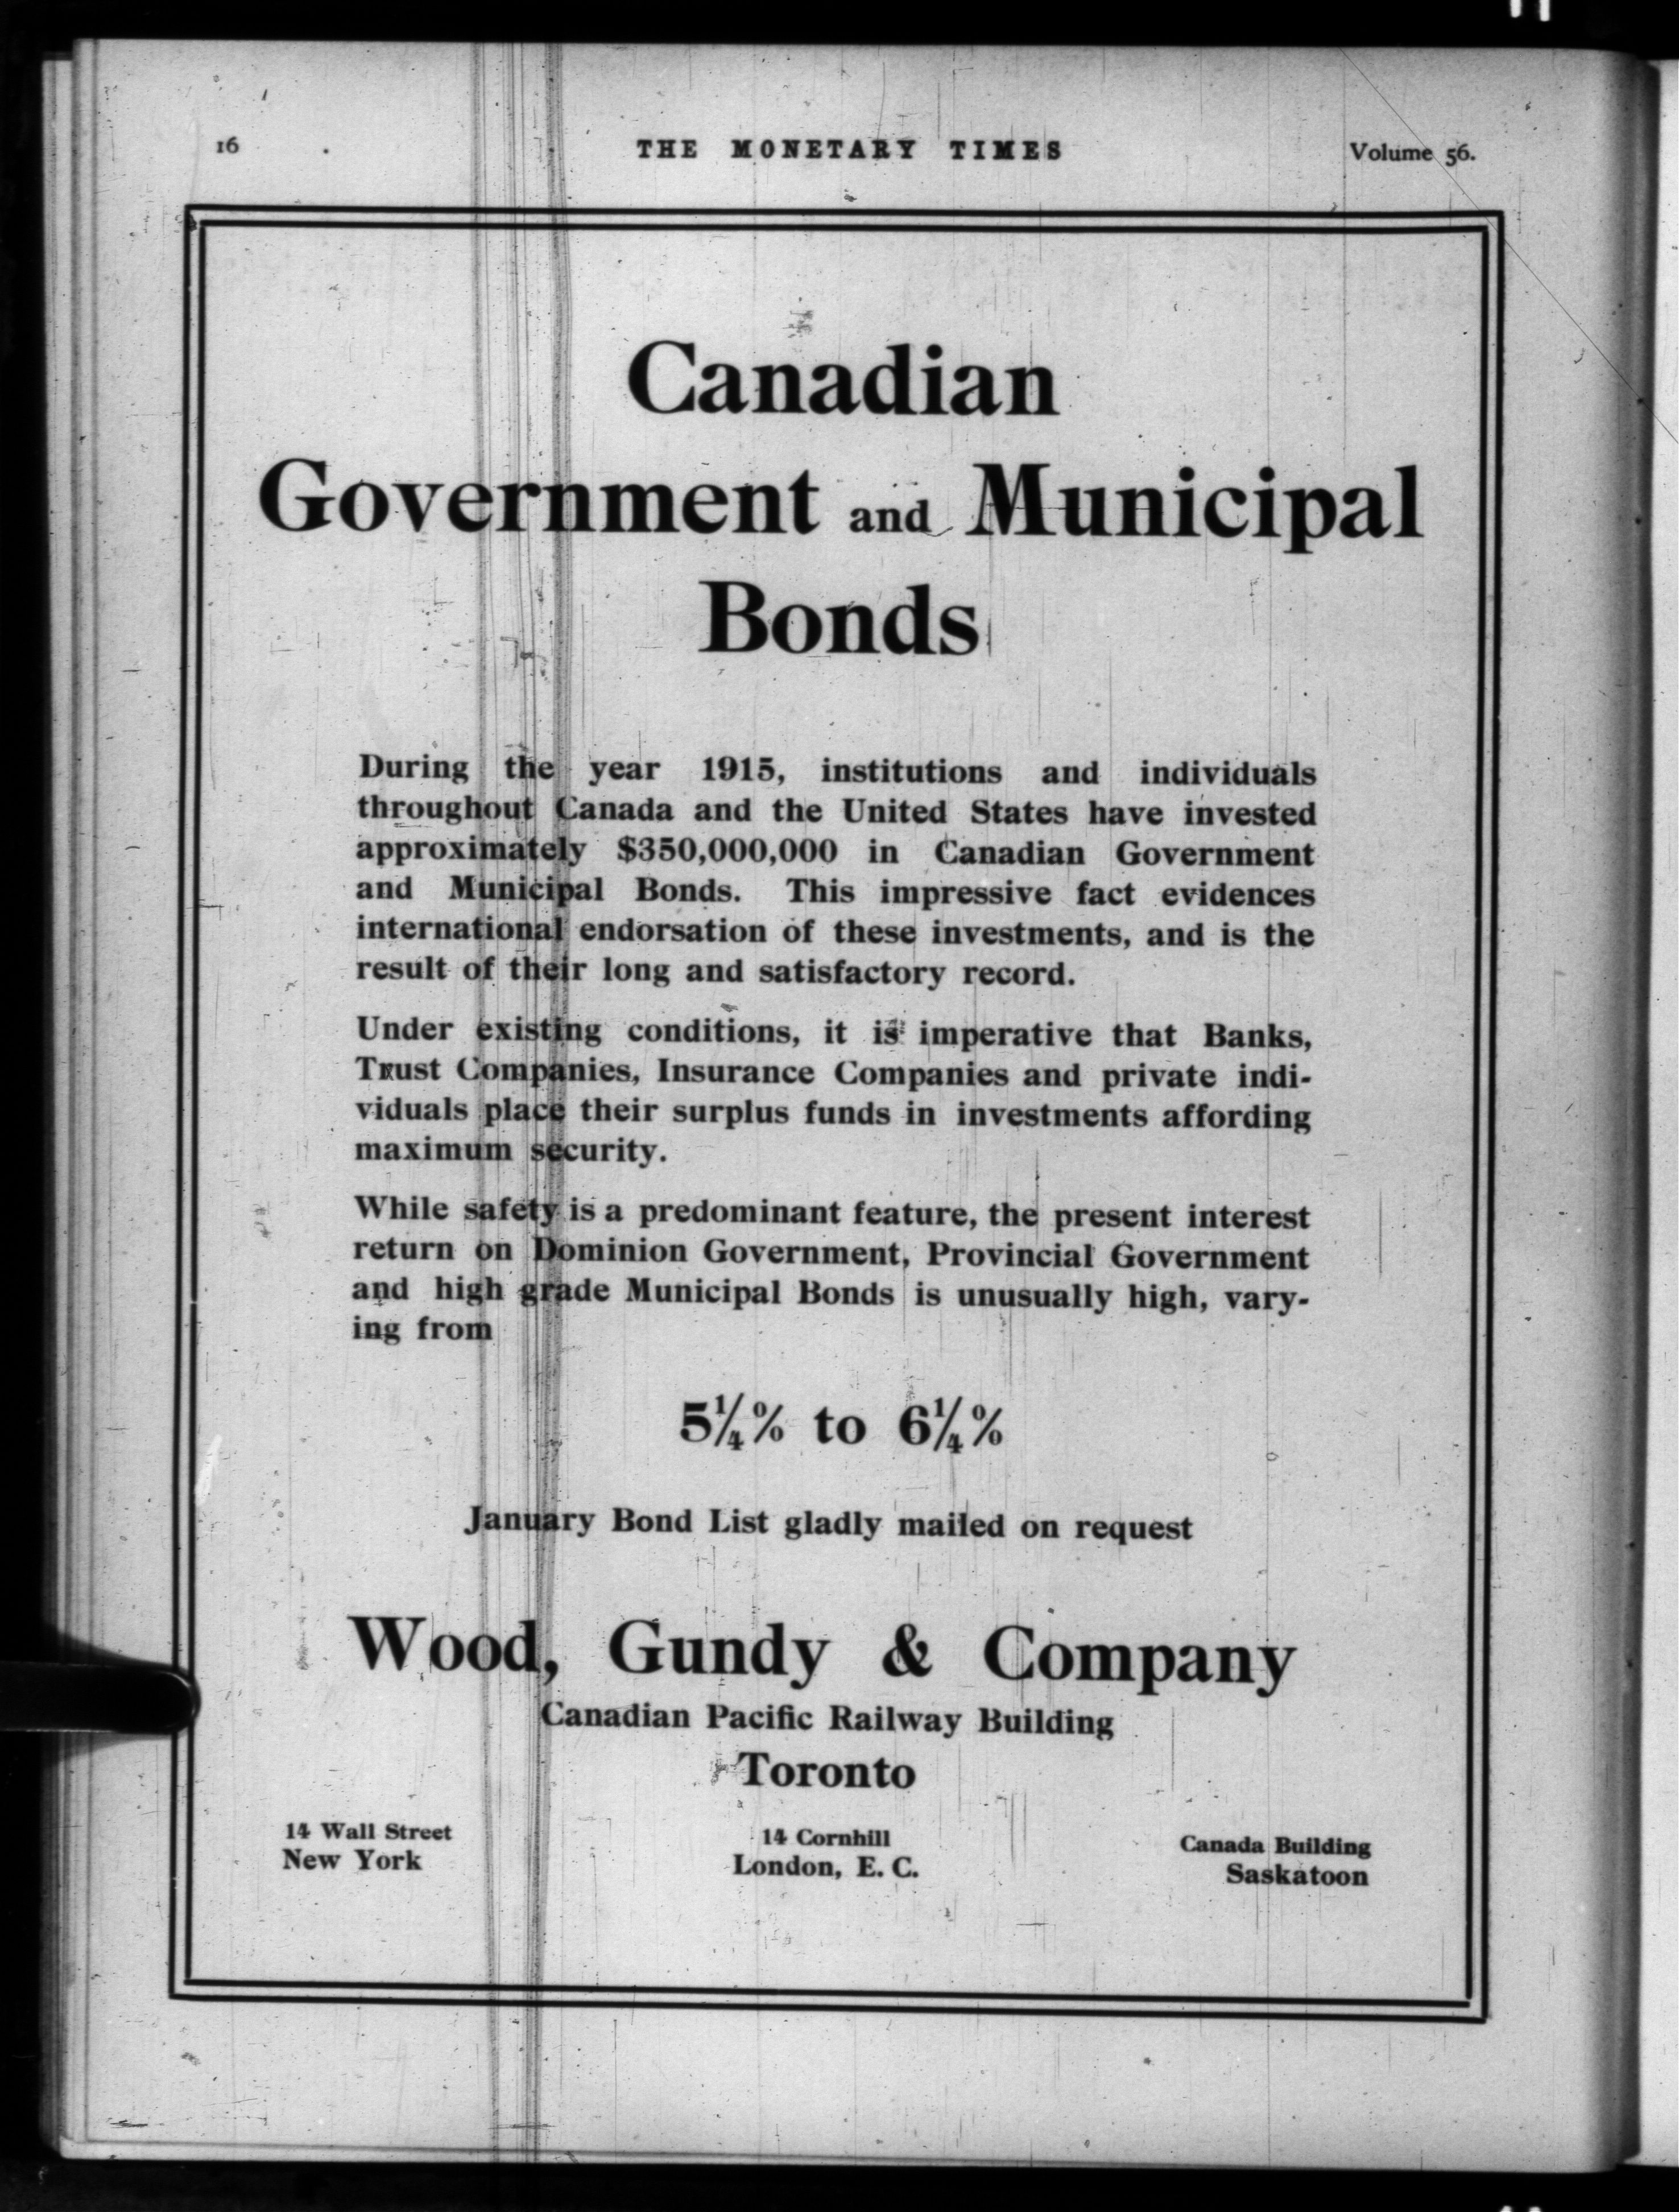 16
THE MONETARY TIMES
Volume 56.
Canadian
Government and Municipal
Bonds
During the year 1915, institutions and individuals
throughout Canada and the United States have invested
approximately $350,000,000 in Canadian Government
and Municipal Bonds. This impressive fact evidences
international endorsation of these investments, and is the
result of their long and satisfactory record.
Under existing conditions, it is imperative that Banks,
Trust Companies, Insurance Companies and private indi-
viduals place their surplus funds in investments affording
maximum security.
While safety is a predominant feature, the present interest
return on Dominion Government, Provincial Government
and high grade Municipal Bonds is unusually high, vary-
ing from
5¼% to 6¼%
January Bond List gladly mailed on request
Wood, Gundy & Company
Canadian Pacific Railway Building
Toronto
14 Wall Street
New York
14 Cornhill
London, E. C.
Canada Building
Saskatoon